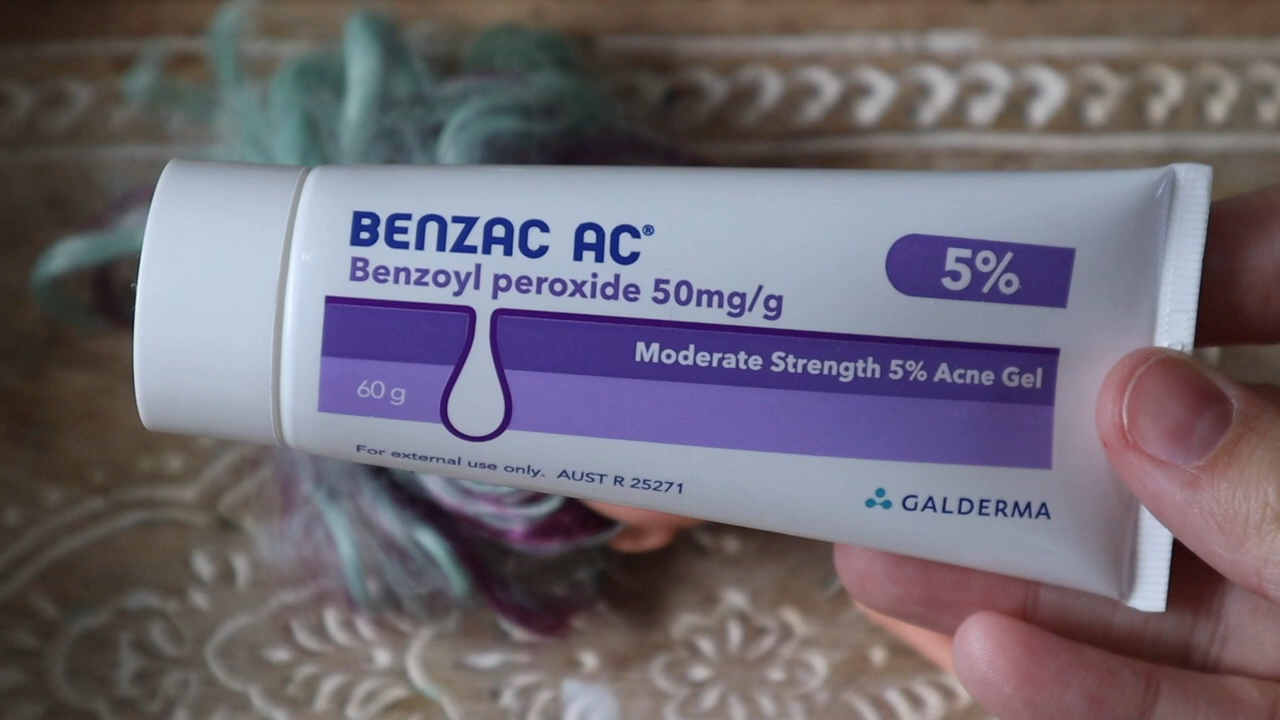 BENZAC AC®
Benzoyl peroxide 50mg/g
5%
Moderate Strength 5% Acne Gel
60 g
For external use only. AUST R 25271
GALDERMA